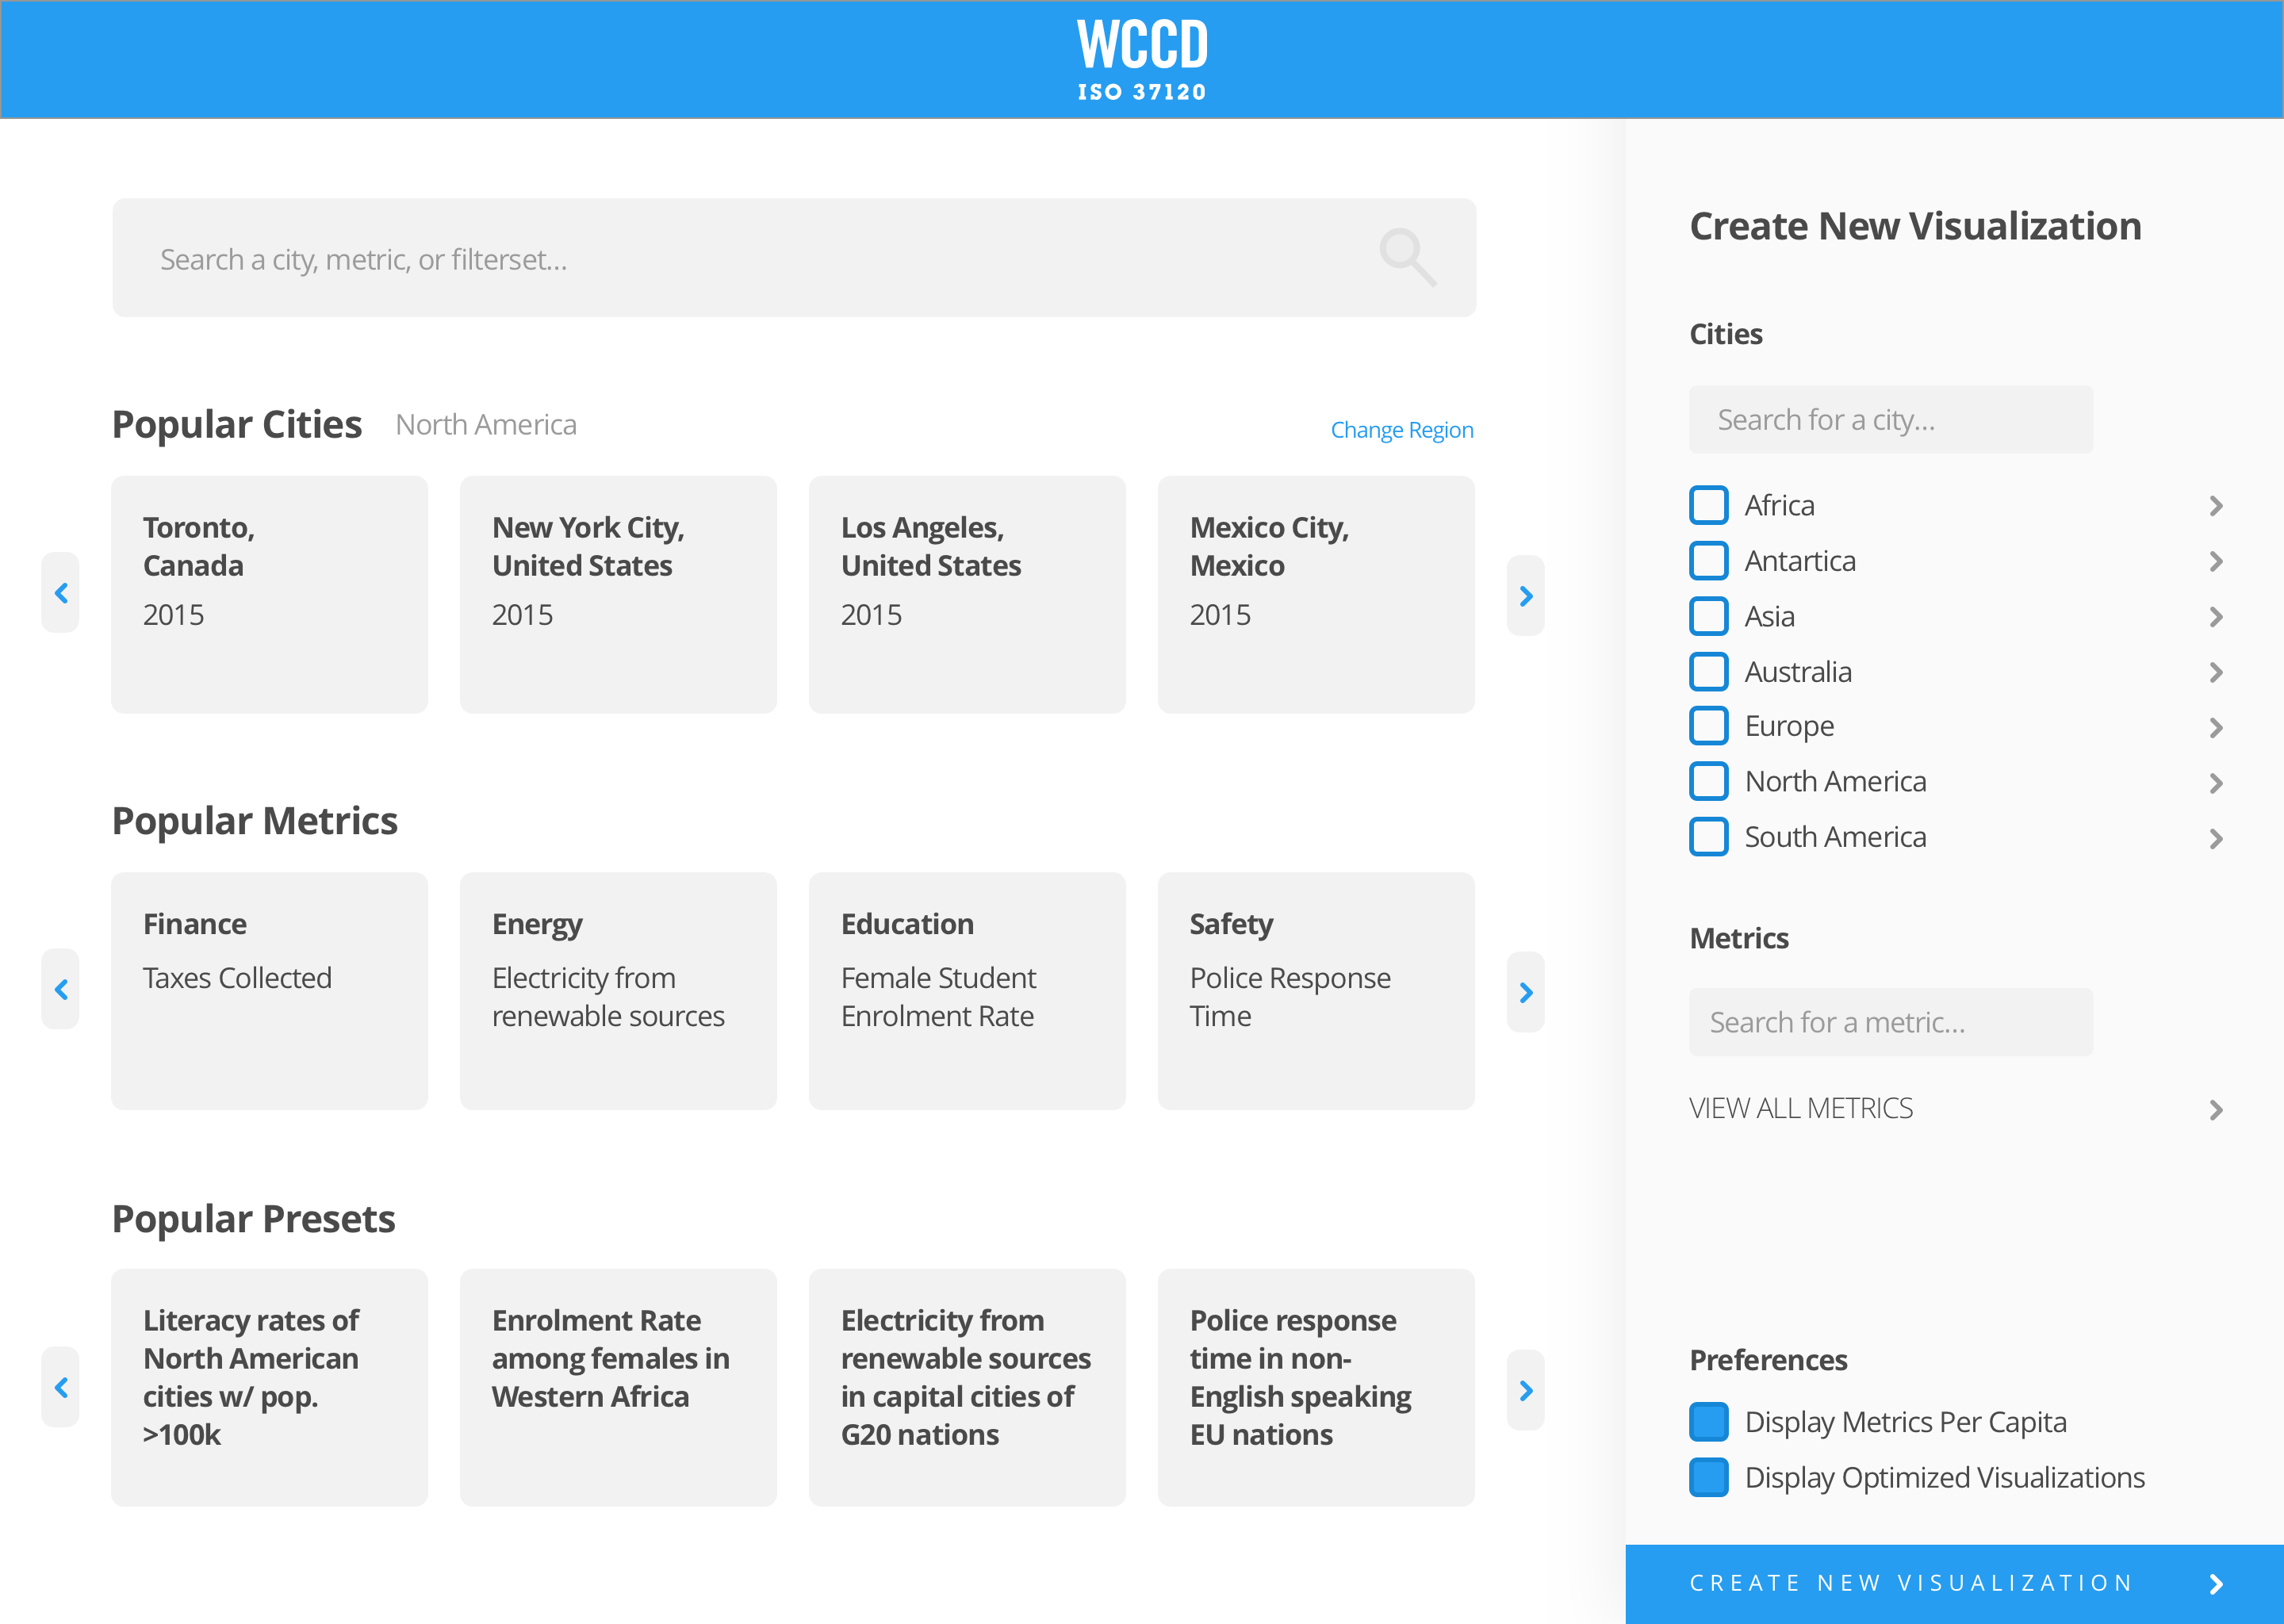 WCCD
ISO 37120
Search a city, metric, or filterset...
Popular Cities North America
Change Region
Toronto,
Canada
2015
New York City,
United States
2015
Los Angeles,
United States
2015
Mexico City,
Mexico
2015
Popular Metrics
Finance
Taxes Collected
Energy
Electricity from
renewable sources
Education
Female Student
Enrolment Rate
Safety
Police Response
Time
Popular Presets
Literacy rates of
North American
cities w/ pop.
>100k
Enrolment Rate
among females in
Western Africa
Electricity from
renewable sources
in capital cities of
G20 nations
Police response
time in non-
English speaking
EU nations
Create New Visualization
Cities
Search for a city...
Africa
Antartica
Asia
Australia
Europe
North America
South America
Metrics
Search for a metric...
VIEW ALL METRICS
Preferences
Display Metrics Per Capita
Display Optimized Visualizations
CREATE NEW VISUALIZATION